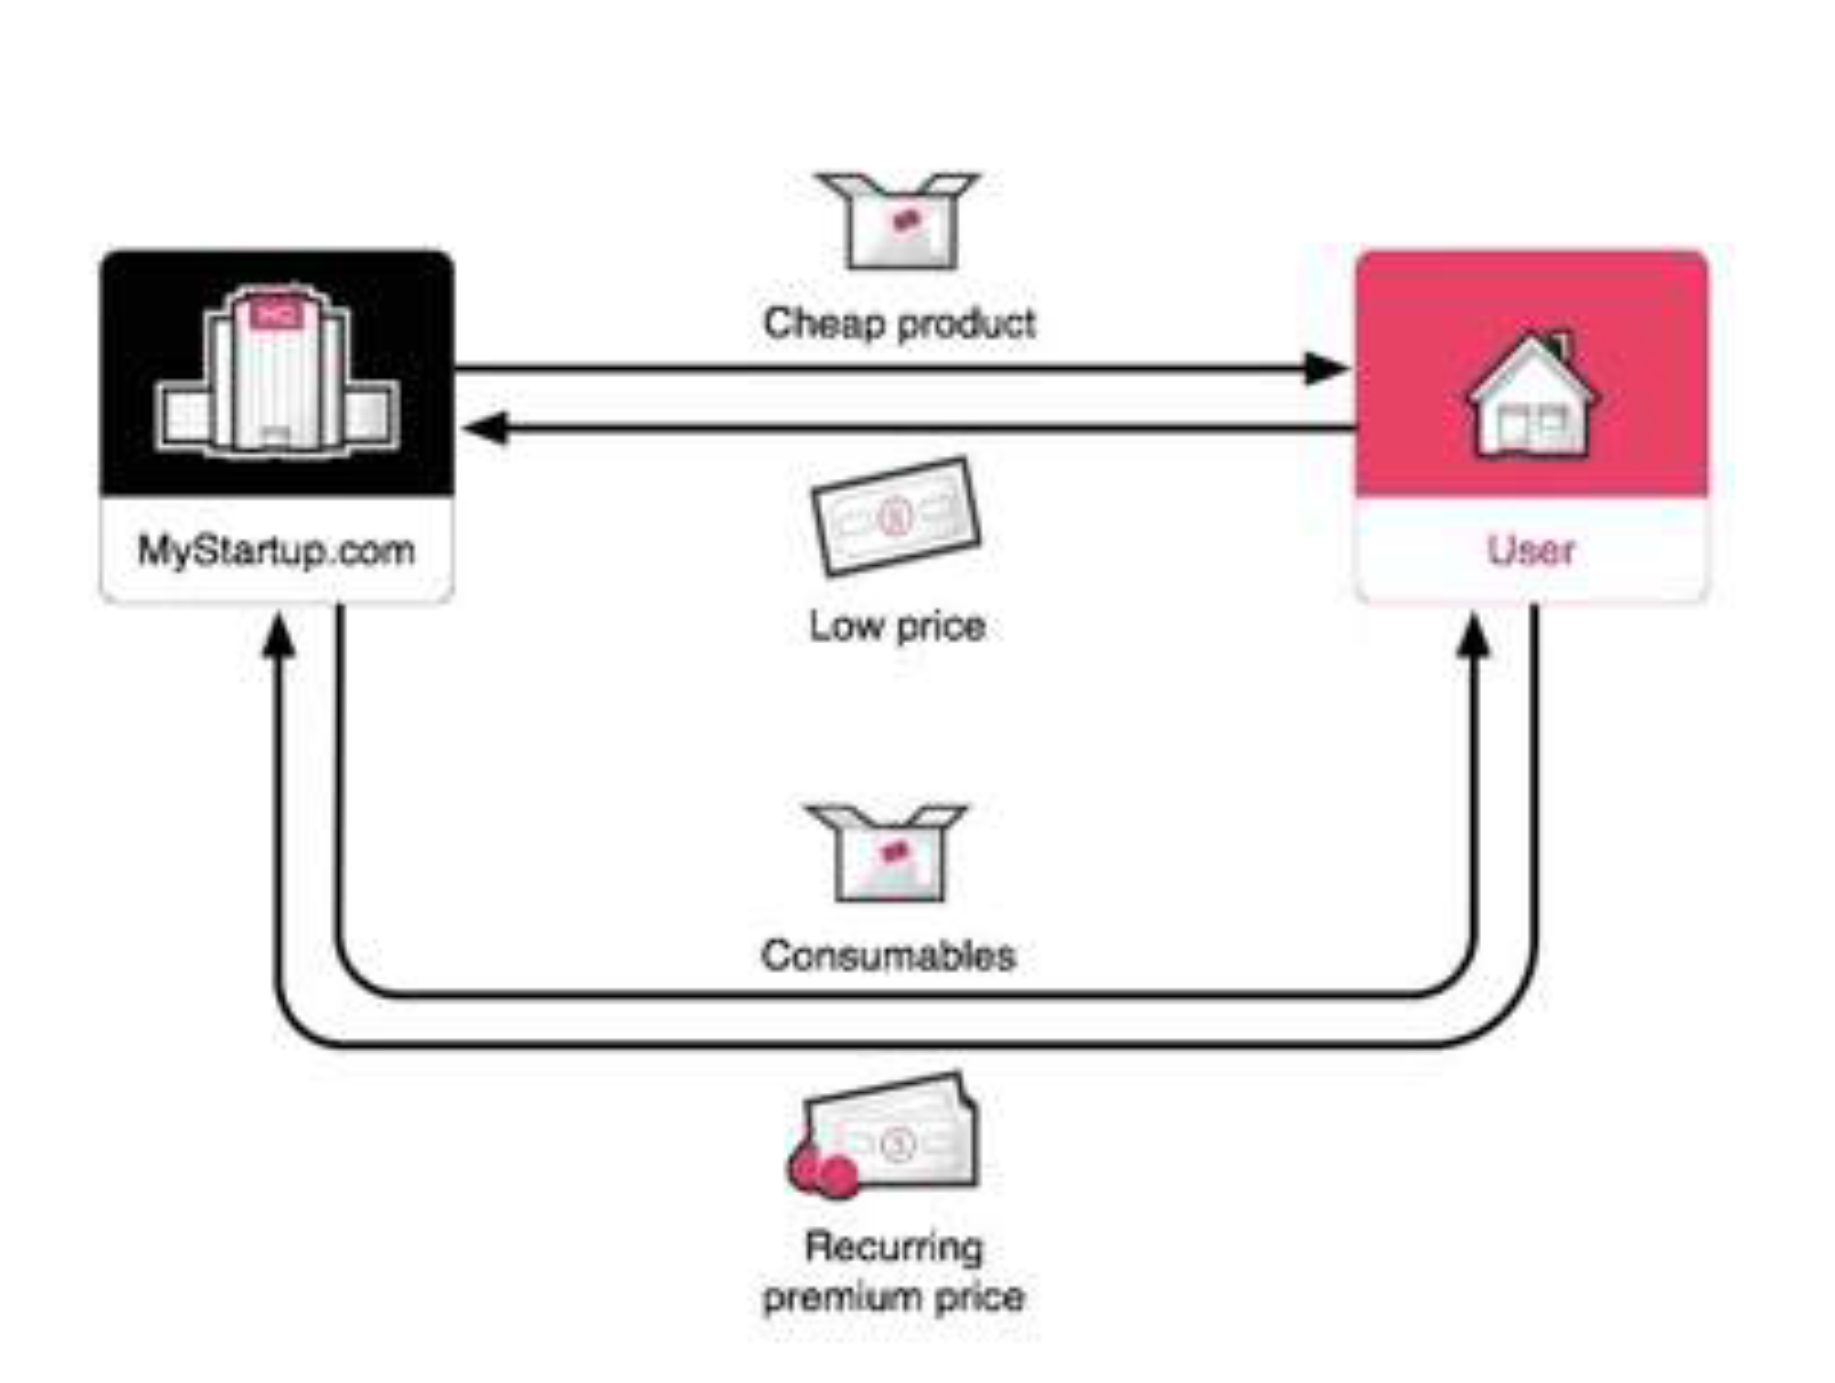 Cheap product
MyStartup.com
User
Low price
Consumables
Recurring
premium price